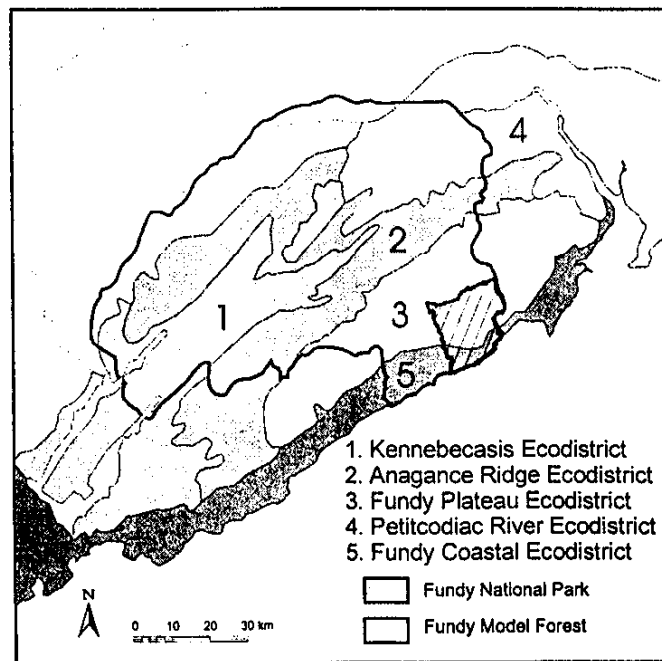 4
2
1
3
5
1. Kennebecasis Ecodistrict
2. Anagance Ridge Ecodistrict
3. Fundy Plateau Ecodistrict
4. Petitcodiac River Ecodistrict
5. Fundy Coastal Ecodistrict
Fundy National Park
Fundy Model Forest
N
0 10 20 30 km